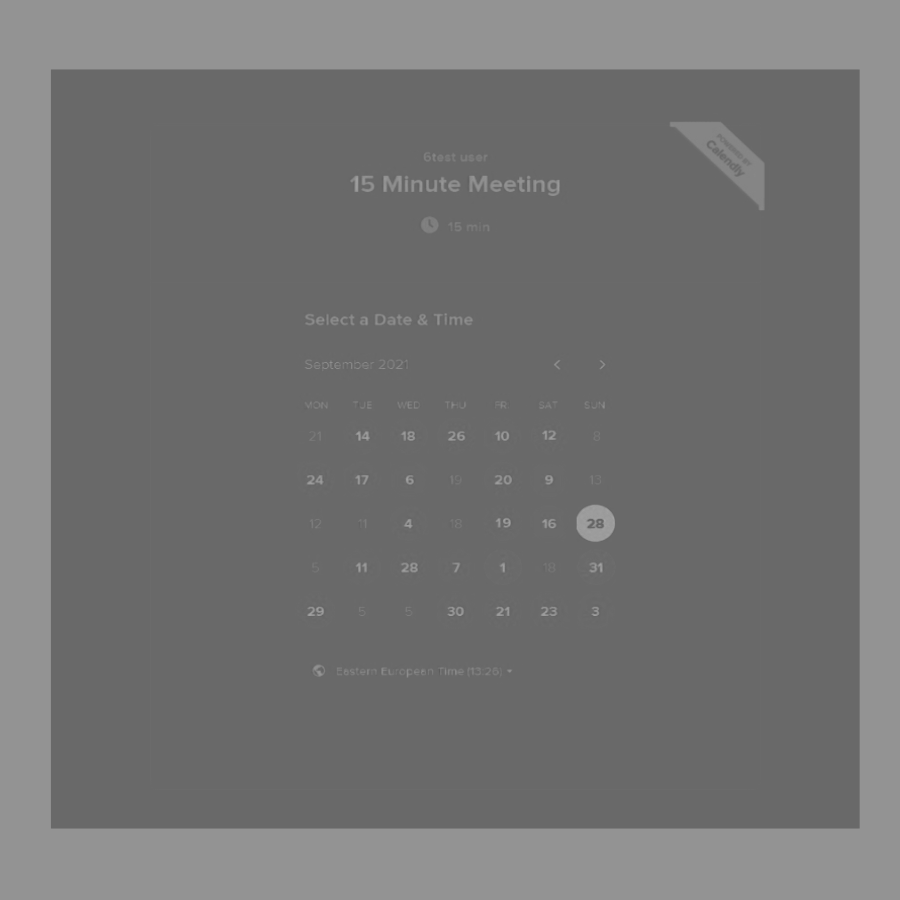 6test user
15 Minute Meeting
15 min
POWERED BY
Calendly
Select a Date & Time
September 2021
MON TUE WED THU FRI SAT SUN
21 14 18 26 10 12 8
24 17 6 19 20 9 13
12 11 4 18 19 16 28
5 11 28 7 1 18 31
29 5 5 30 21 23 3
Eastern European Time (13:26)